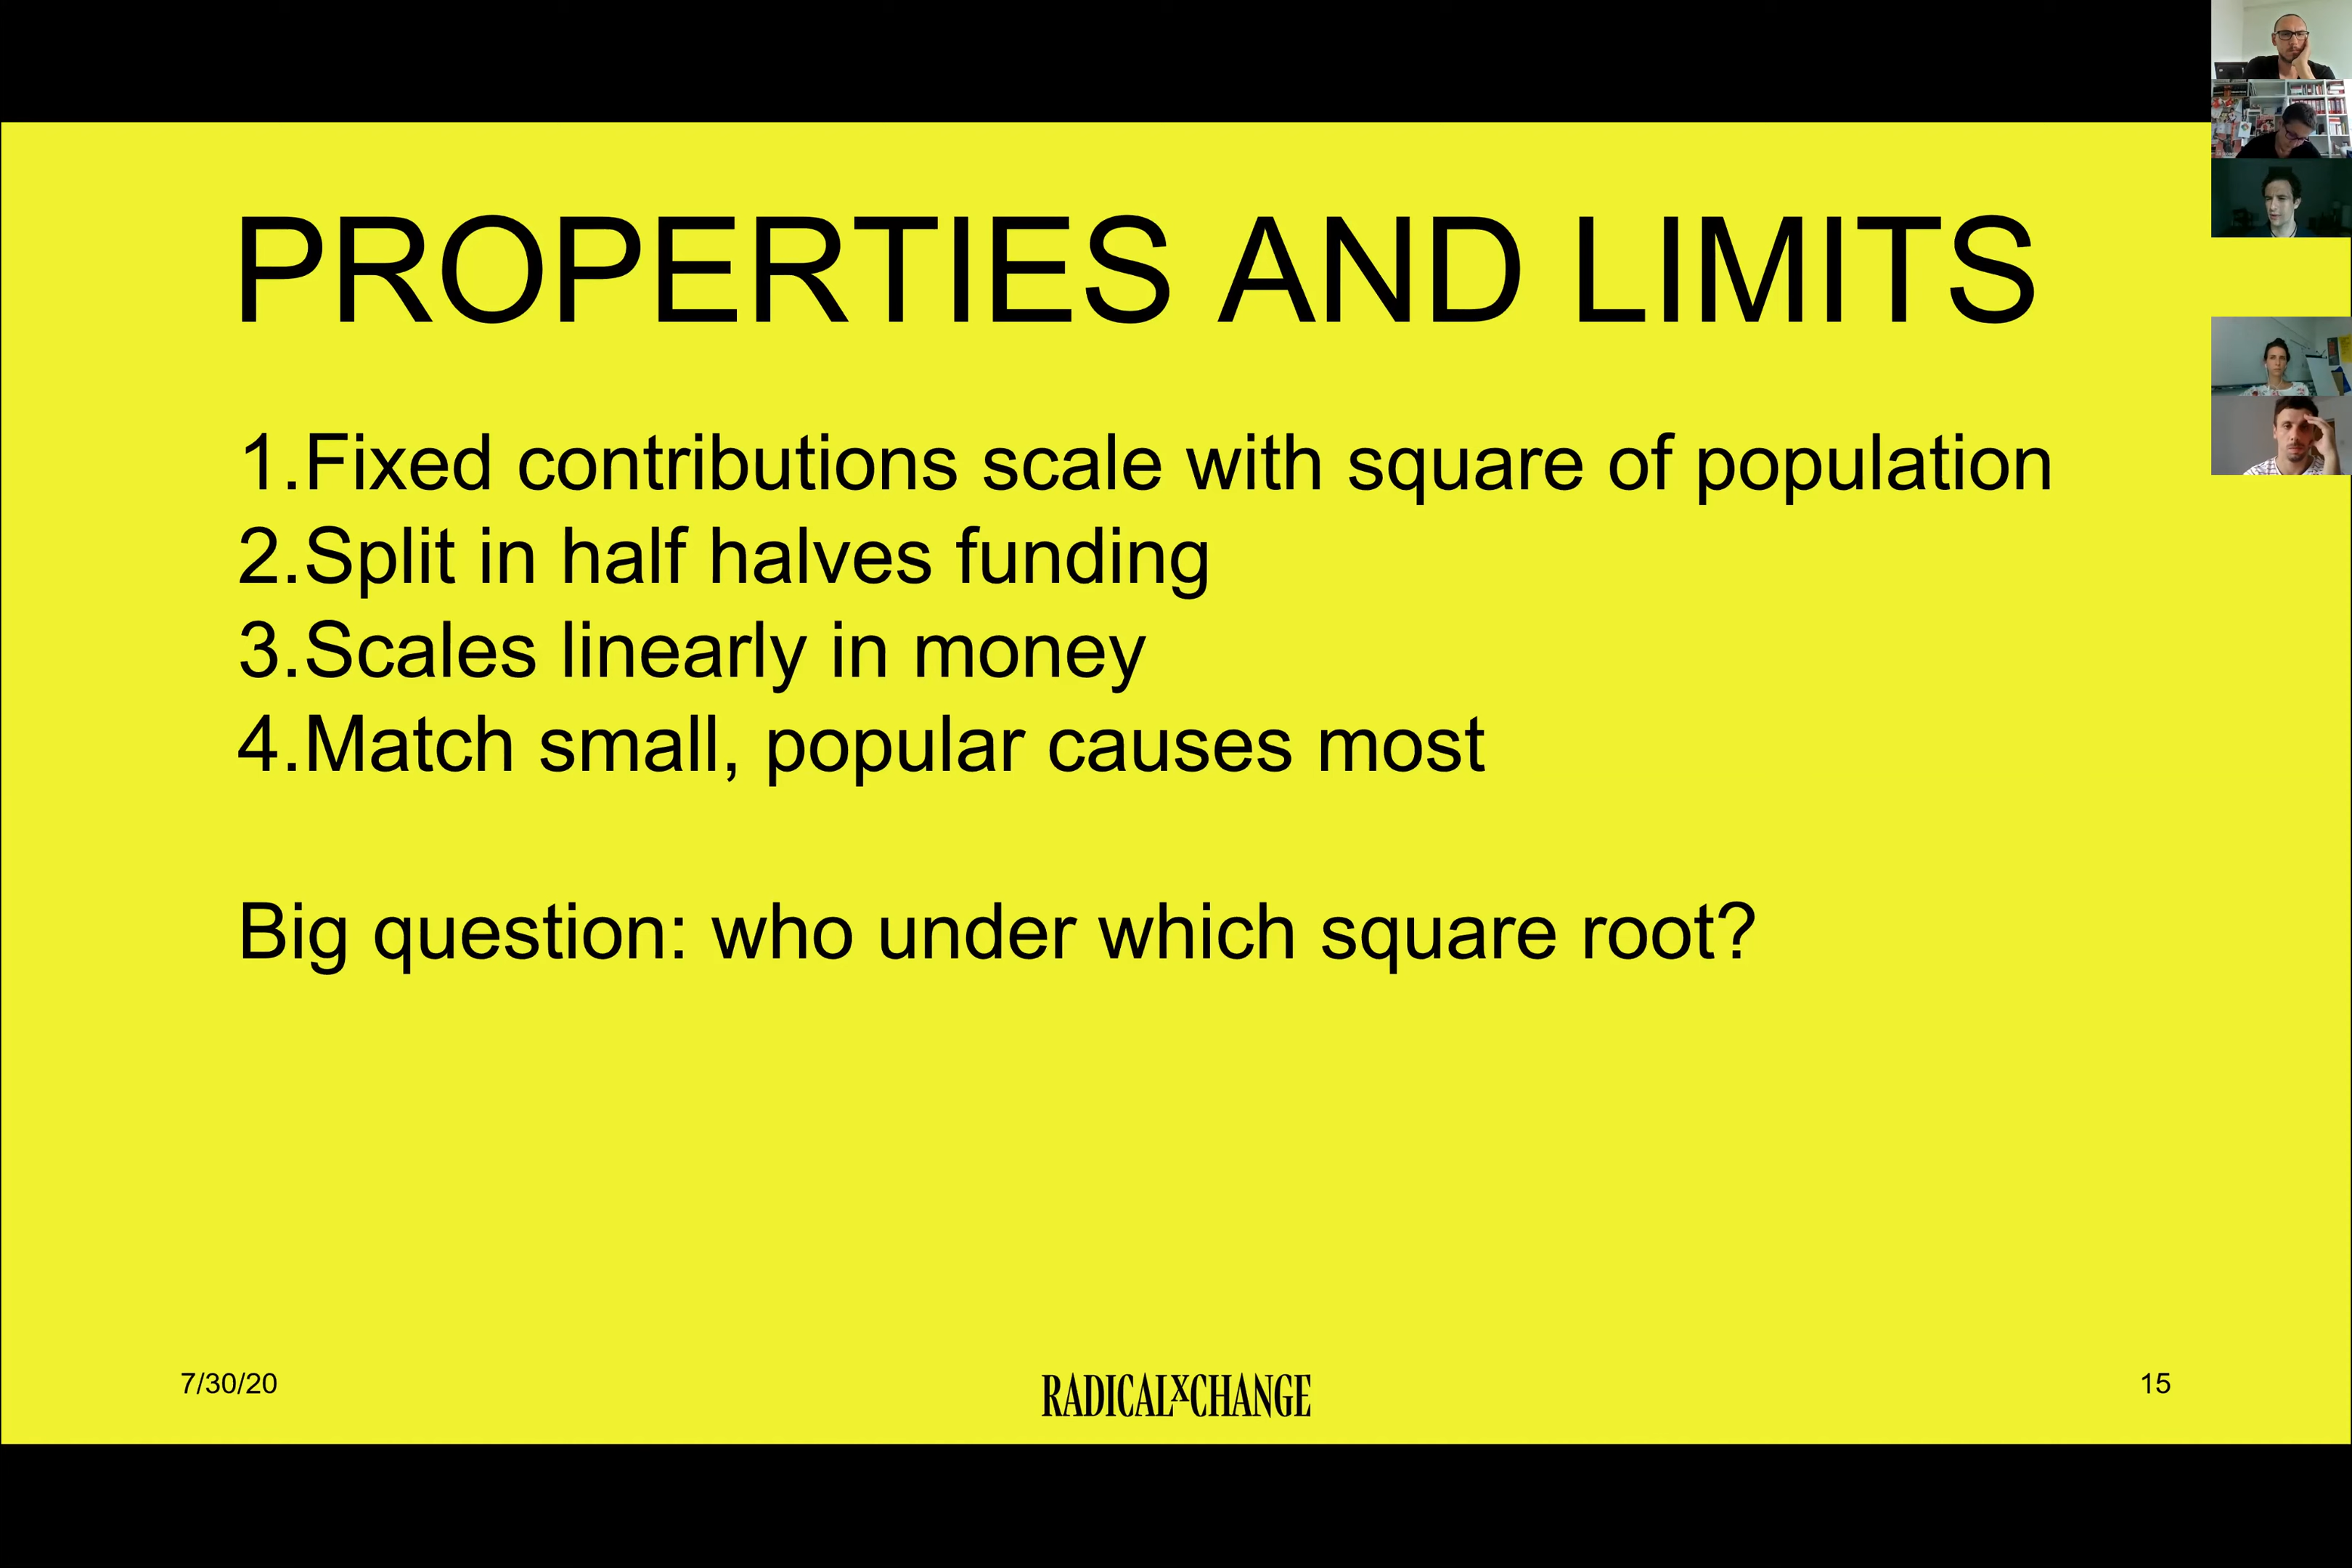 PROPERTIES AND LIMITS
1.Fixed contributions scale with square of population
2.Split in half halves funding
3.Scales linearly in money
4.Match small, popular causes most
Big question: who under which square root?
7/30/20
RADICALXCHANGE
15